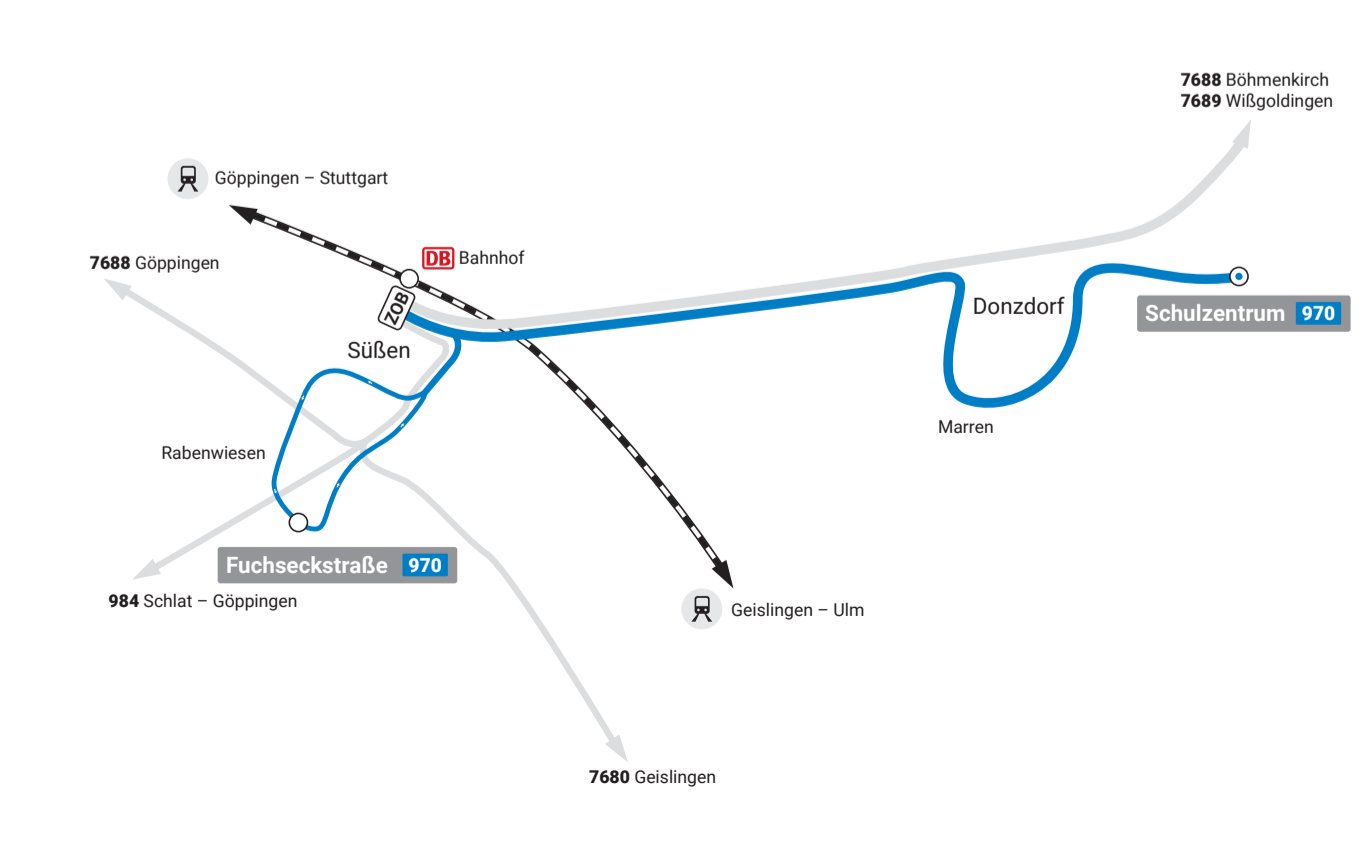 7688 Böhmenkirch
7689 Wißgoldingen
Göppingen – Stuttgart
DB Bahnhof
7688 Göppingen
ZOB
Donzdorf
Schulzentrum 970
Süßen
Marren
Rabenwiesen
Fuchseckstraße 970
984 Schlat – Göppingen
Geislingen – Ulm
7680 Geislingen